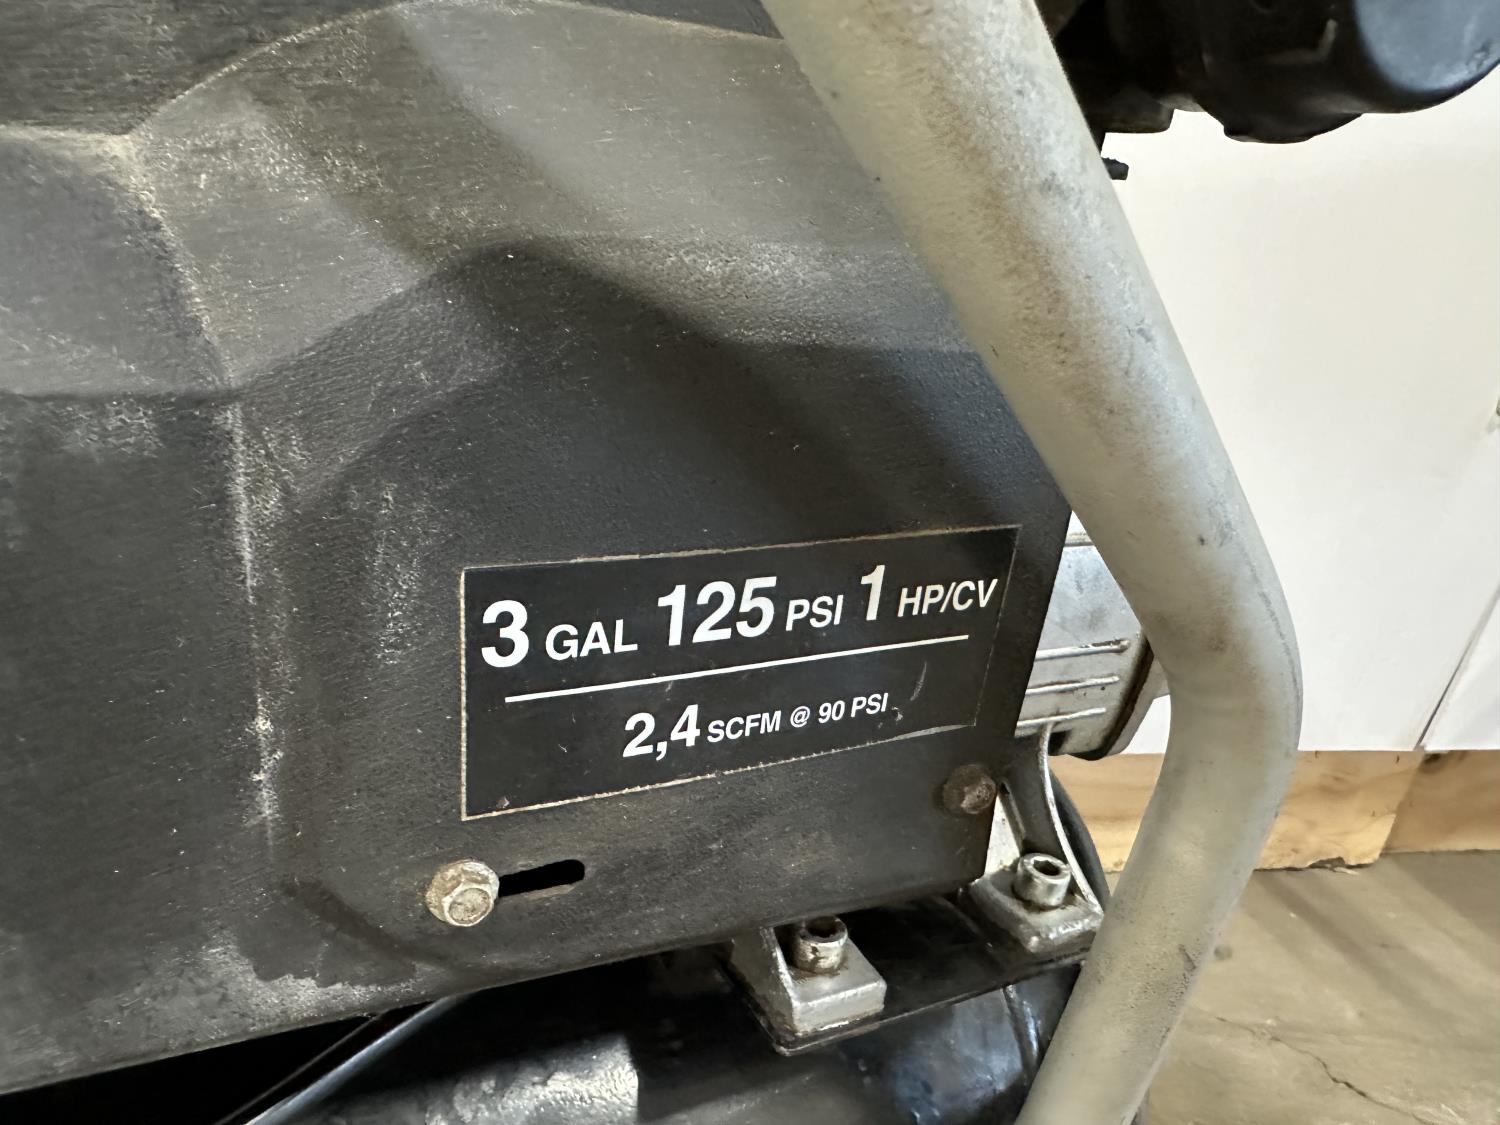 3 GAL 125 PSI 1 HP/CV
2,4 SCFM @ 90 PSI